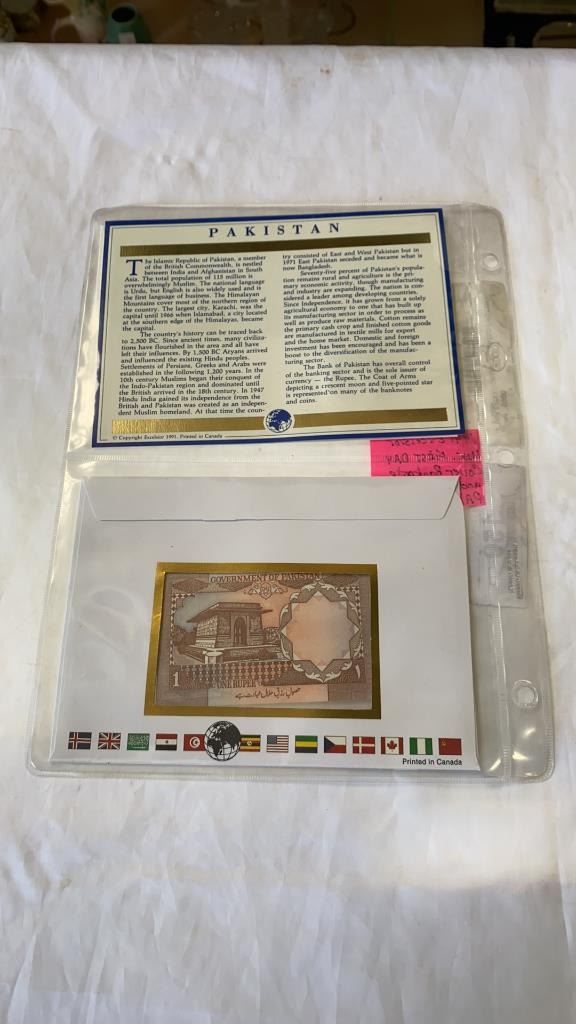 PAKISTAN
The Islamic Republic of Pakistan, a member
of the British Commonwealth, is nestled
between India and Afghanistan in South
Asia. The total population of 115 million is
overwhelmingly Muslim. The national language
is Urdu, but English is also widely used and is
the first language of business. The Himalayan
Mountains cover most of the northern region of
the country. The largest city, Karachi, was the
capital until 1960 when Islamabad, a city located
at the southern edge of the Himalayas, became
the capital.
The country's history can be traced back
to 2,500 BC. Since ancient times, many civiliza-
tions have flourished in the area and all have
left their influences. By 1,500 BC Aryans arrived
and influenced the existing Hindu peoples.
Settlements of Persians, Greeks and Arabs were
established in the following 1,200 years. In the
10th century Muslims began their conquest of
the Indo-Pakistan region and dominated until
the British arrived in the 18th century. In 1947
Hindu India gained its independence from the
British and Pakistan was created as an indepen-
dent Muslim homeland. At that time the coun-
try consisted of East and West Pakistan but in
1971 East Pakistan seceded and became what is
now Bangladesh.
Seventy-five percent of Pakistan's popula-
tion remains rural and agriculture is the pri-
mary economic activity, though manufacturing
and industry are expanding. The nation is con-
sidered a leader among developing countries.
Since Independence, it has grown from a solely
agricultural economy to one that has built up
its manufacturing sector in order to process as
well as produce raw materials. Cotton remains
the primary cash crop and finished cotton goods
are manufactured in textile mills for export
and the home market. Domestic and foreign
investment has been encouraged and has been a
boost to the diversification of the manufac-
turing sector.
The Bank of Pakistan has overall control
of the banking sector and is the sole issuer of
currency — the Rupee. The Coat of Arms
depicting a crescent moon and five-pointed star
is represented on many of the banknotes
and coins.
© Copyright Excelsior 1991. Printed in Canada
FIRST DAY
GOVERNMENT OF PAKISTAN
1
ONE RUPEE
۱
حصول رزق حلال عبادت ہے
Printed in Canada